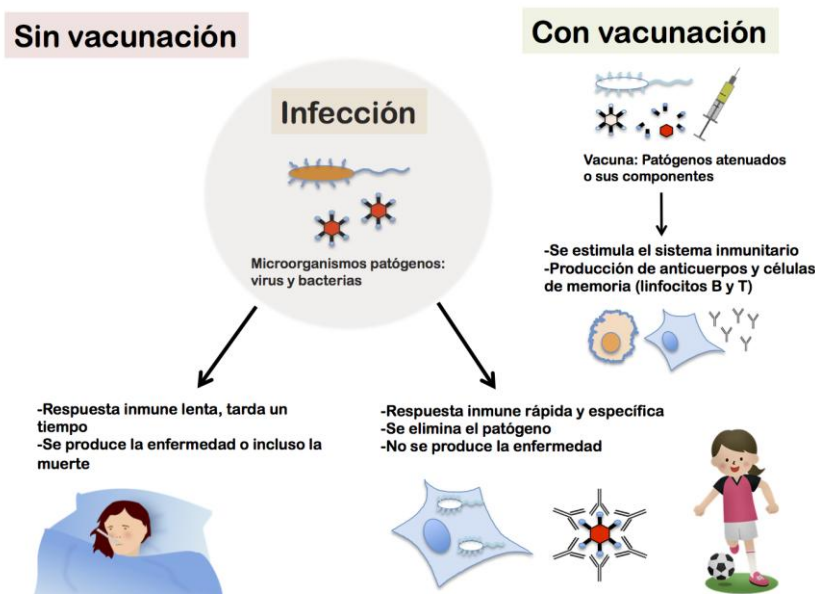 Sin vacunación
Con vacunación
Infección
Microorganismos patógenos:
virus y bacterias
Vacuna: Patógenos atenuados
o sus componentes
-Se estimula el sistema inmunitario
-Producción de anticuerpos y células
de memoria (linfocitos B y T)
-Respuesta inmune lenta, tarda un
tiempo
-Se produce la enfermedad o incluso la
muerte
-Respuesta inmune rápida y específica
-Se elimina el patógeno
-No se produce la enfermedad